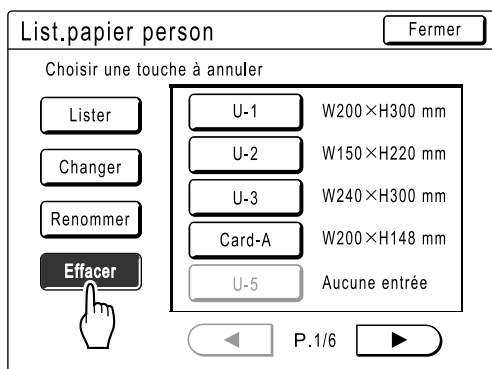 List.papier person
Fermer
Choisir une touche à annuler
Lister
Changer
Renommer
Effacer
U-1 W200×H300 mm
U-2 W150×H220 mm
U-3 W240×H300 mm
Card-A W200×H148 mm
U-5 Aucune entrée
P.1/6